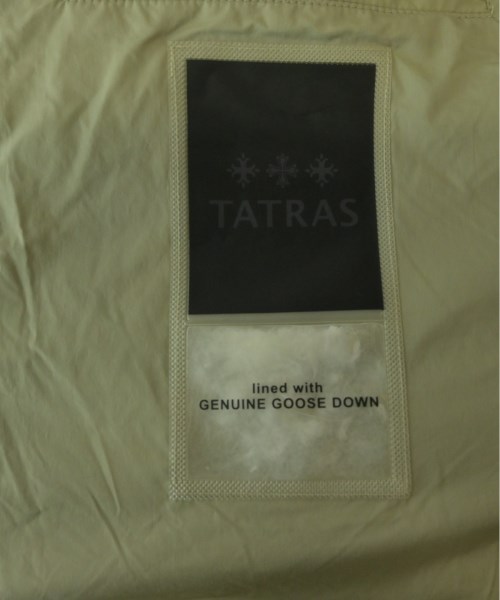 TATRAS
lined with
GENUINE GOOSE DOWN